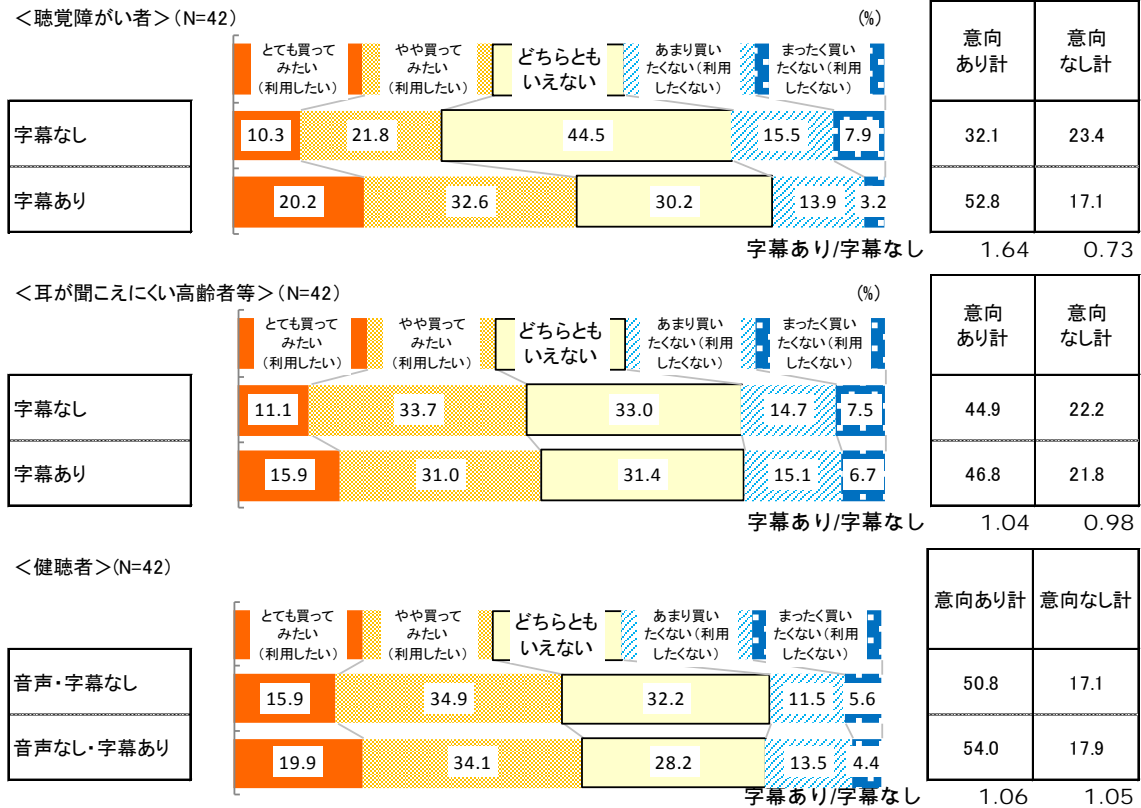 ＜聴覚障がい者＞（N=42）
(%)
とても買って
みたい
（利用したい）
やや買って
みたい
（利用したい）
どちらとも
いえない
あまり買い
たくない（利用
したくない）
まったく買い
たくない（利用
したくない）
意向
あり計
意向
なし計
字幕なし
10.3 21.8 44.5 15.5 7.9
32.1 23.4
字幕あり
20.2 32.6 30.2 13.9 3.2
52.8 17.1
字幕あり/字幕なし 1.64 0.73
＜耳が聞こえにくい高齢者等＞（N=42）
(%)
とても買って
みたい
（利用したい）
やや買って
みたい
（利用したい）
どちらとも
いえない
あまり買い
たくない（利用
したくない）
まったく買い
たくない（利用
したくない）
意向
あり計
意向
なし計
字幕なし
11.1 33.7 33.0 14.7 7.5
44.9 22.2
字幕あり
15.9 31.0 31.4 15.1 6.7
46.8 21.8
字幕あり/字幕なし 1.04 0.98
＜健聴者＞(N=42)
とても買って
みたい
（利用したい）
やや買って
みたい
（利用したい）
どちらとも
いえない
あまり買い
たくない（利用
したくない）
まったく買い
たくない（利用
したくない）
意向あり計 意向なし計
音声・字幕なし
15.9 34.9 32.2 11.5 5.6
50.8 17.1
音声なし・字幕あり
19.9 34.1 28.2 13.5 4.4
54.0 17.9
字幕あり/字幕なし 1.06 1.05